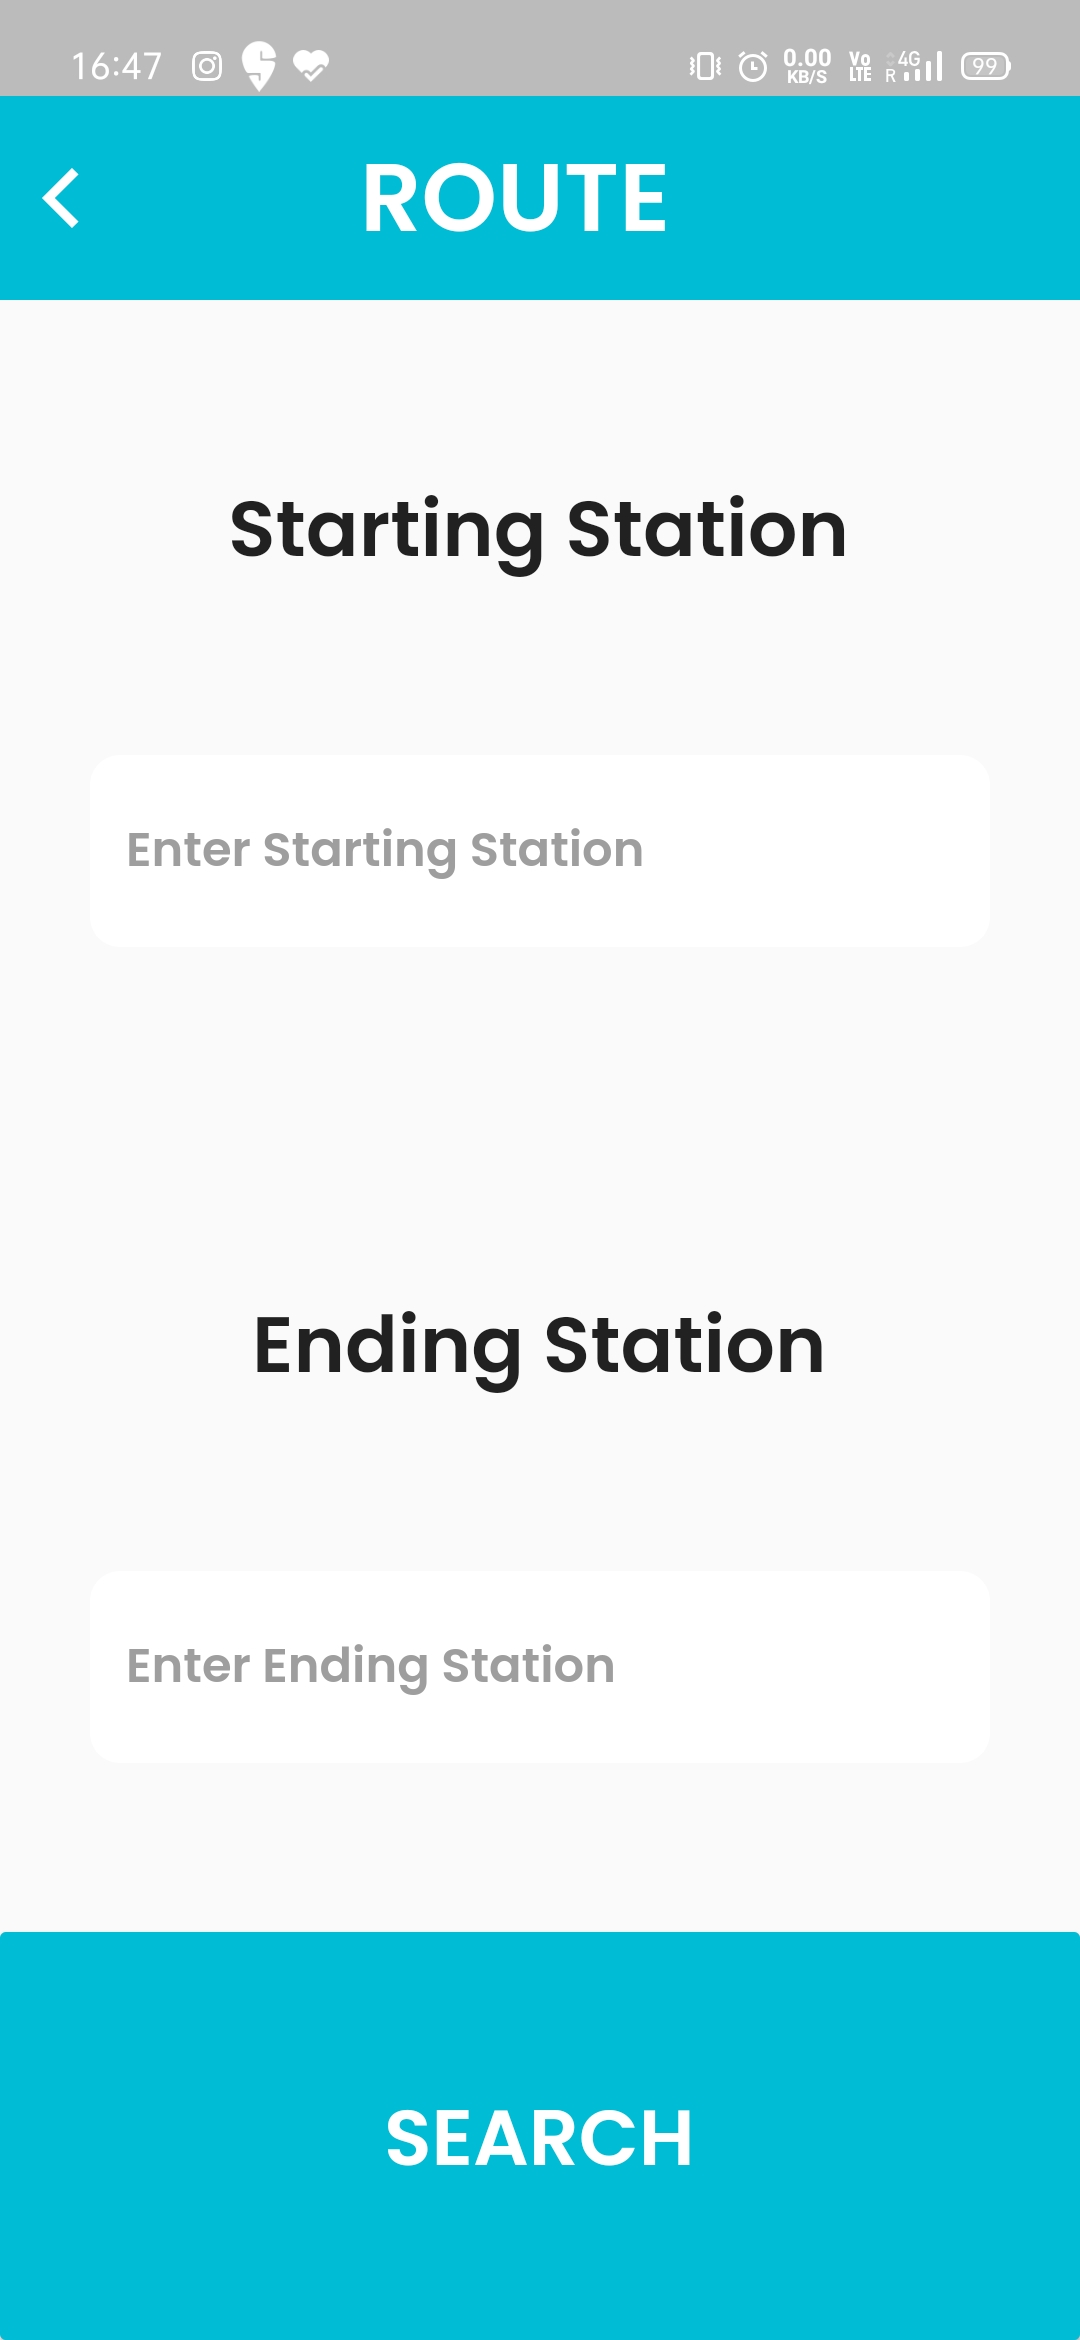 16:47 0.00 KB/S Vo LTE R 4G 99
ROUTE
Starting Station
Enter Starting Station
Ending Station
Enter Ending Station
SEARCH